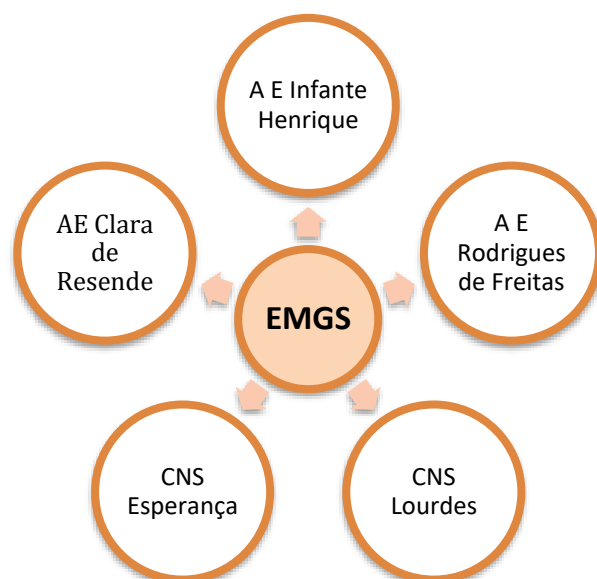 A E Infante
Henrique
AE Clara
de
Resende
A E
Rodrigues
de Freitas
EMGS
CNS
Esperança
CNS
Lourdes